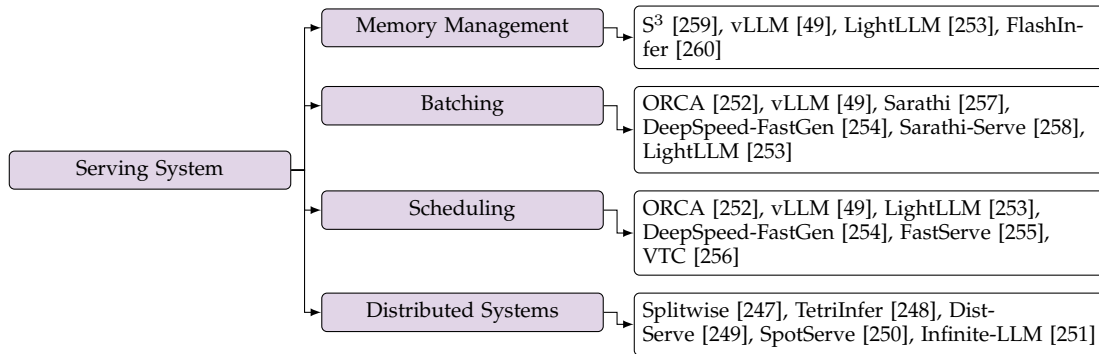 Serving System
Memory Management
S³ [259], vLLM [49], LightLLM [253], FlashIn-
fer [260]
Batching
ORCA [252], vLLM [49], Sarathi [257],
DeepSpeed-FastGen [254], Sarathi-Serve [258],
LightLLM [253]
Scheduling
ORCA [252], vLLM [49], LightLLM [253],
DeepSpeed-FastGen [254], FastServe [255],
VTC [256]
Distributed Systems
Splitwise [247], TetriInfer [248], Dist-
Serve [249], SpotServe [250], Infinite-LLM [251]